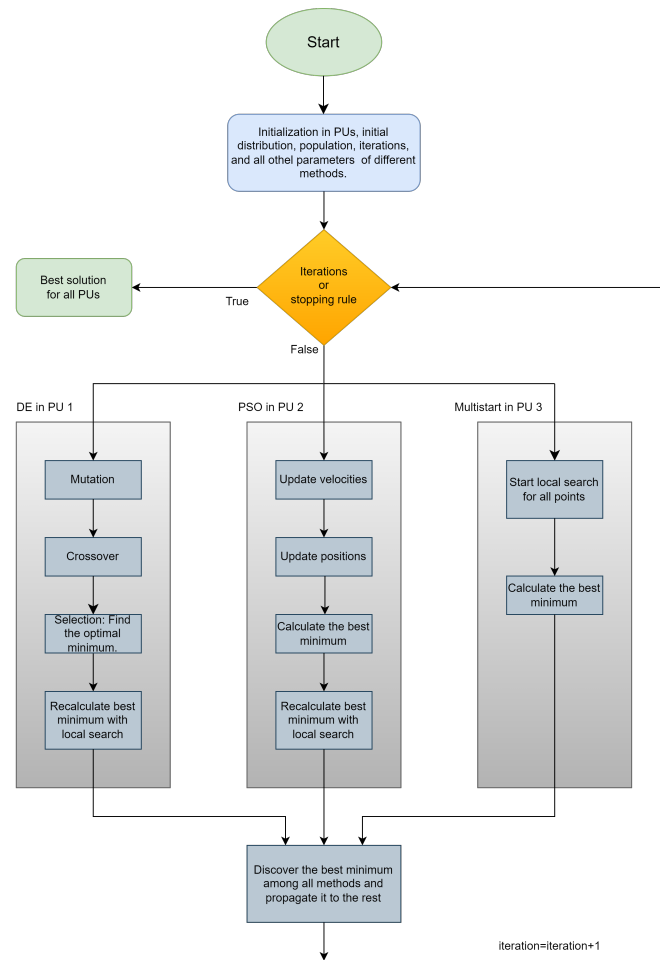 Start
Initialization in PUs, initial
distribution, population, iterations,
and all othel parameters of different
methods.
Iterations
or
stopping rule
Best solution
for all PUs
True
False
DE in PU 1
PSO in PU 2
Multistart in PU 3
Mutation
Crossover
Selection: Find
the optimal
minimum.
Recalculate best
minimum with
local search
Update velocities
Update positions
Calculate the best
minimum
Recalculate best
minimum with
local search
Start local search
for all points
Calculate the best
minimum
Discover the best minimum
among all methods and
propagate it to the rest
iteration=iteration+1